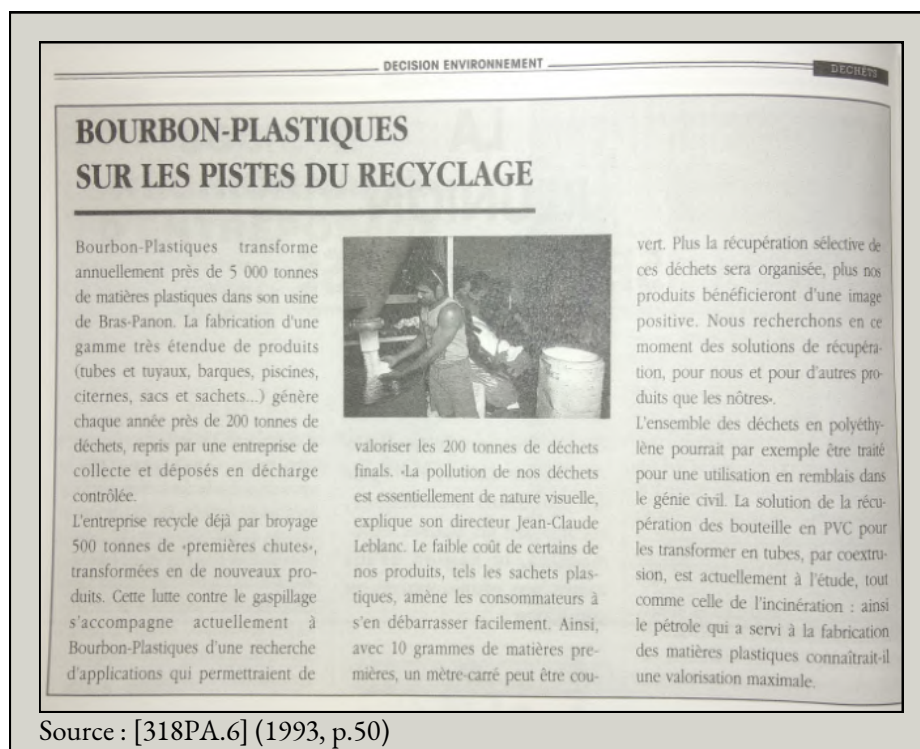 DECISION ENVIRONNEMENT
DECHETS
BOURBON-PLASTIQUES
SUR LES PISTES DU RECYCLAGE
Bourbon-Plastiques transforme
annuellement près de 5 000 tonnes
de matières plastiques dans son usine
de Bras-Panon. La fabrication d'une
gamme très étendue de produits
(tubes et tuyaux, barques, piscines,
citernes, sacs et sachets...) génère
chaque année près de 200 tonnes de
déchets, repris par une entreprise de
collecte et déposés en décharge
contrôlée.
L'entreprise recycle déjà par broyage
500 tonnes de «premières chutes»,
transformées en de nouveaux pro-
duits. Cette lutte contre le gaspillage
s'accompagne actuellement à
Bourbon-Plastiques d'une recherche
d'applications qui permettraient de
valoriser les 200 tonnes de déchets
finals. «La pollution de nos déchets
est essentiellement de nature visuelle,
explique son directeur Jean-Claude
Leblanc. Le faible coût de certains de
nos produits, tels les sachets plas-
tiques, amène les consommateurs à
s'en débarrasser facilement. Ainsi,
avec 10 grammes de matières pre-
mières, un mètre-carré peut être cou-
vert. Plus la récupération sélective de
ces déchets sera organisée, plus nos
produits bénéficieront d'une image
positive. Nous recherchons en ce
moment des solutions de récupéra-
tion, pour nous et pour d'autres pro-
duits que les nôtres».
L'ensemble des déchets en polyéthy-
lène pourrait par exemple être traité
pour une utilisation en remblais dans
le génie civil. La solution de la récu-
pération des bouteille en PVC pour
les transformer en tubes, par coextru-
sion, est actuellement à l'étude, tout
comme celle de l'incinération : ainsi
le pétrole qui a servi à la fabrication
des matières plastiques connaîtrait-il
une valorisation maximale.
Source : [318PA.6] (1993, p.50)